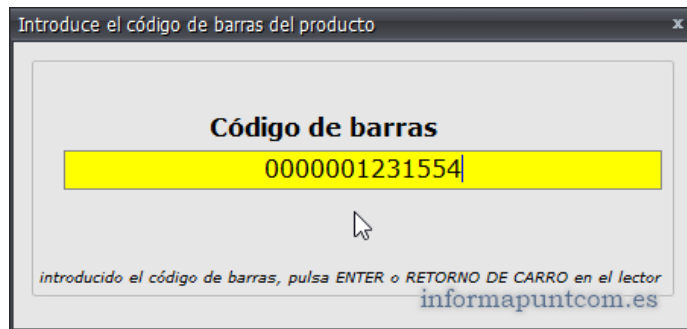 Introduce el código de barras del producto x
Código de barras
0000001231554
introducido el código de barras, pulsa ENTER o RETORNO DE CARRO en el lector
informapuntcom.es